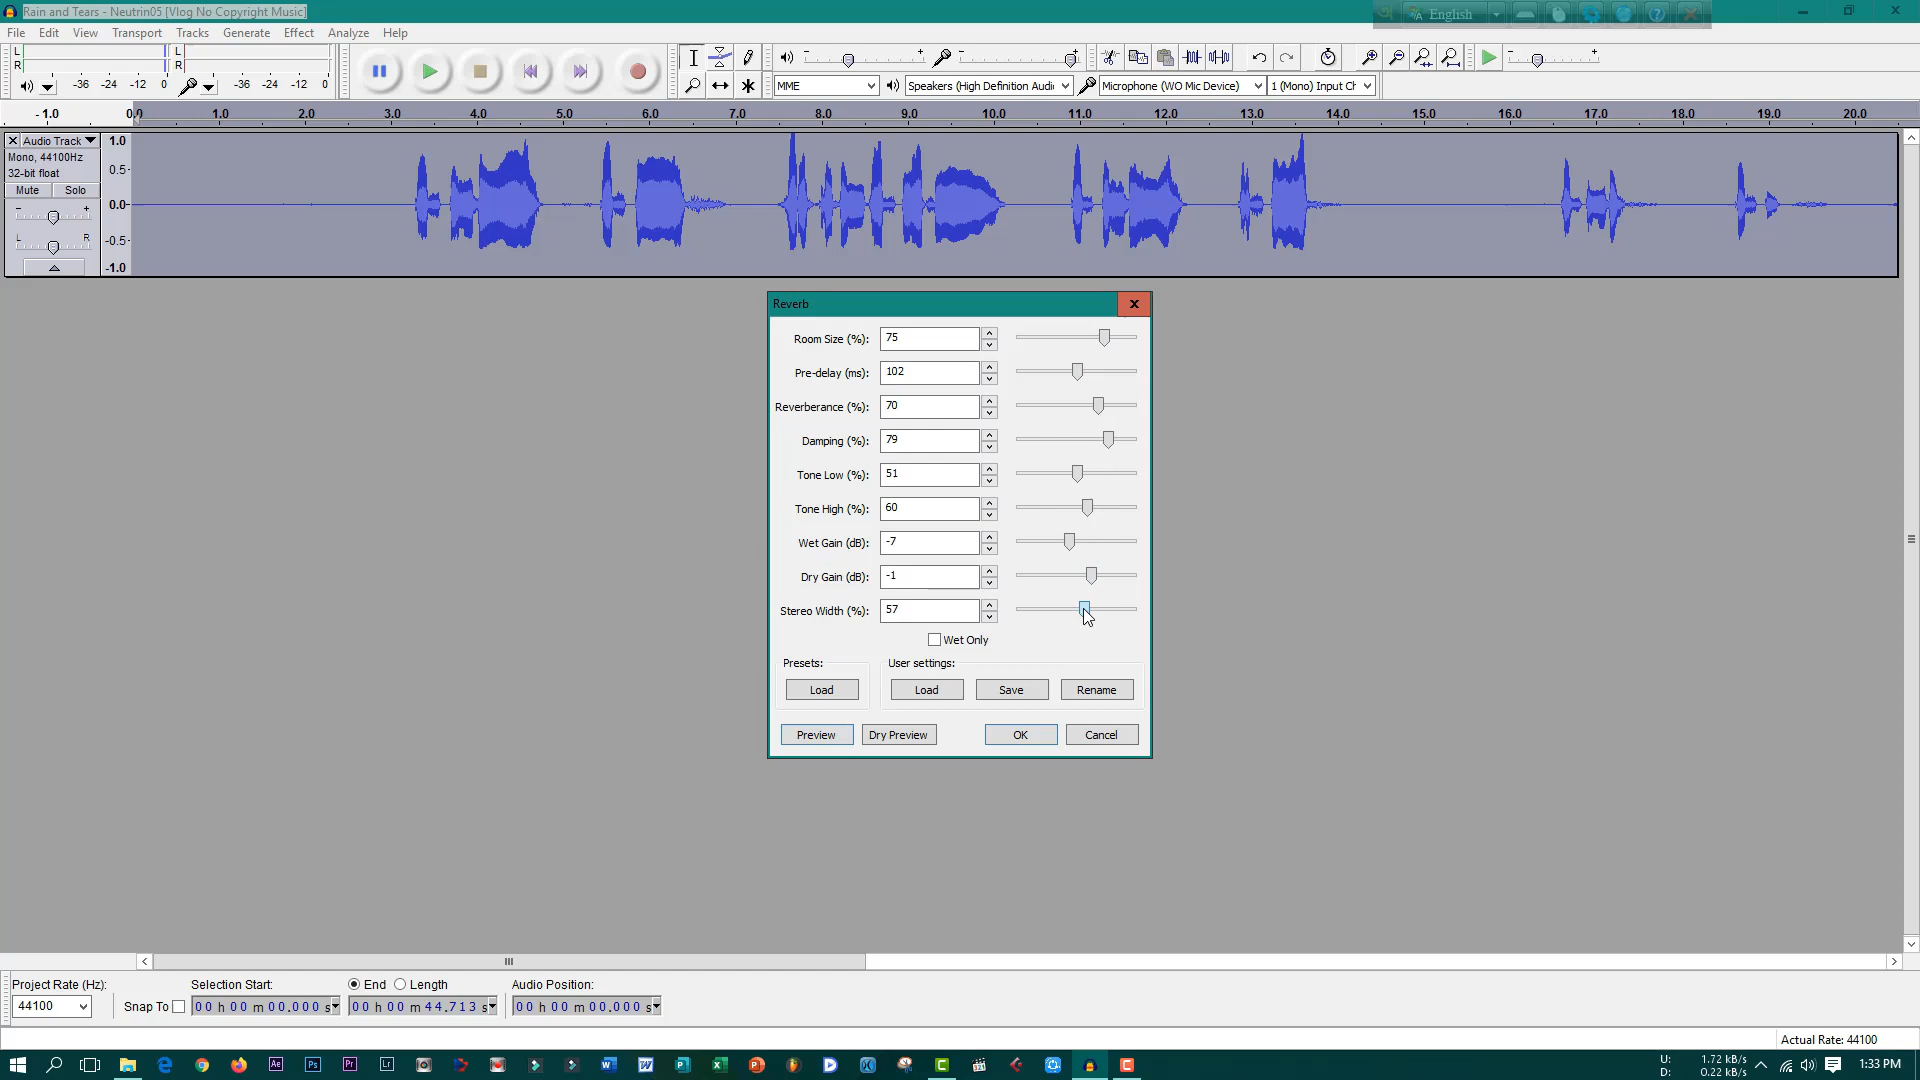 Rain and Tears - Neutrin05 [Vlog No Copyright Music]
English
File Edit View Transport Tracks Generate Effect Analyze Help
L
R
-36 -24 -12 0
L
R
-36 -24 -12 0
MME
Speakers (High Definition Audi
Microphone (WO Mic Device)
1 (Mono) Input Ch
-1.0 0.0 1.0 2.0 3.0 4.0 5.0 6.0 7.0 8.0 9.0 10.0 11.0 12.0 13.0 14.0 15.0 16.0 17.0 18.0 19.0 20.0
Audio Track
Mono, 44100Hz
32-bit float
Mute Solo
L R
1.0
0.5
0.0
-0.5
-1.0
Reverb
Room Size (%): 75
Pre-delay (ms): 102
Reverberance (%): 70
Damping (%): 79
Tone Low (%): 51
Tone High (%): 60
Wet Gain (dB): -7
Dry Gain (dB): -1
Stereo Width (%): 57
Wet Only
Presets:
Load
User settings:
Load Save Rename
Preview Dry Preview OK Cancel
Project Rate (Hz):
44100
Snap To
Selection Start:
00 h 00 m 00.000 s
End Length
00 h 00 m 44.713 s
Audio Position:
00 h 00 m 00.000 s
Actual Rate: 44100
Ae Ps Pr Lr
U: 1.72 kB/s
D: 0.22 kB/s
1:33 PM